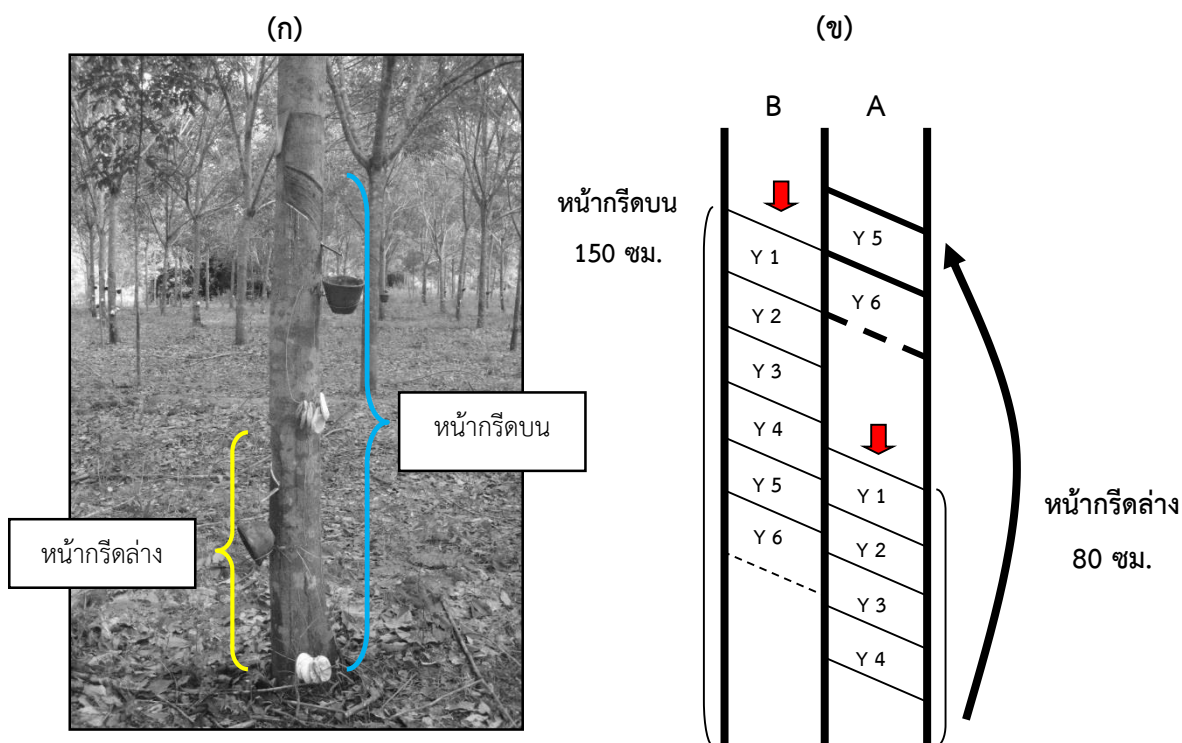 (ก)
(ข)
B A
หน้ากรีดบน
150 ซม.
Y 5
Y 1
Y 6
Y 2
Y 3
Y 4
Y 5
Y 1
Y 6
Y 2
Y 3
Y 4
หน้ากรีดบน
หน้ากรีดล่าง
หน้ากรีดล่าง
80 ซม.